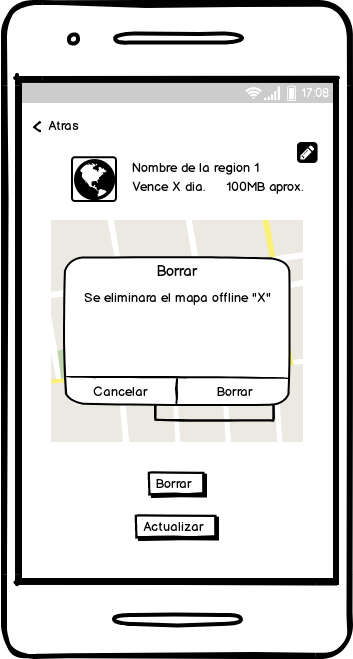 17:08
Atras
Nombre de la region 1
Vence X dia. 100MB aprox.
Borrar
Se eliminara el mapa offline "X"
Cancelar Borrar
Borrar
Actualizar